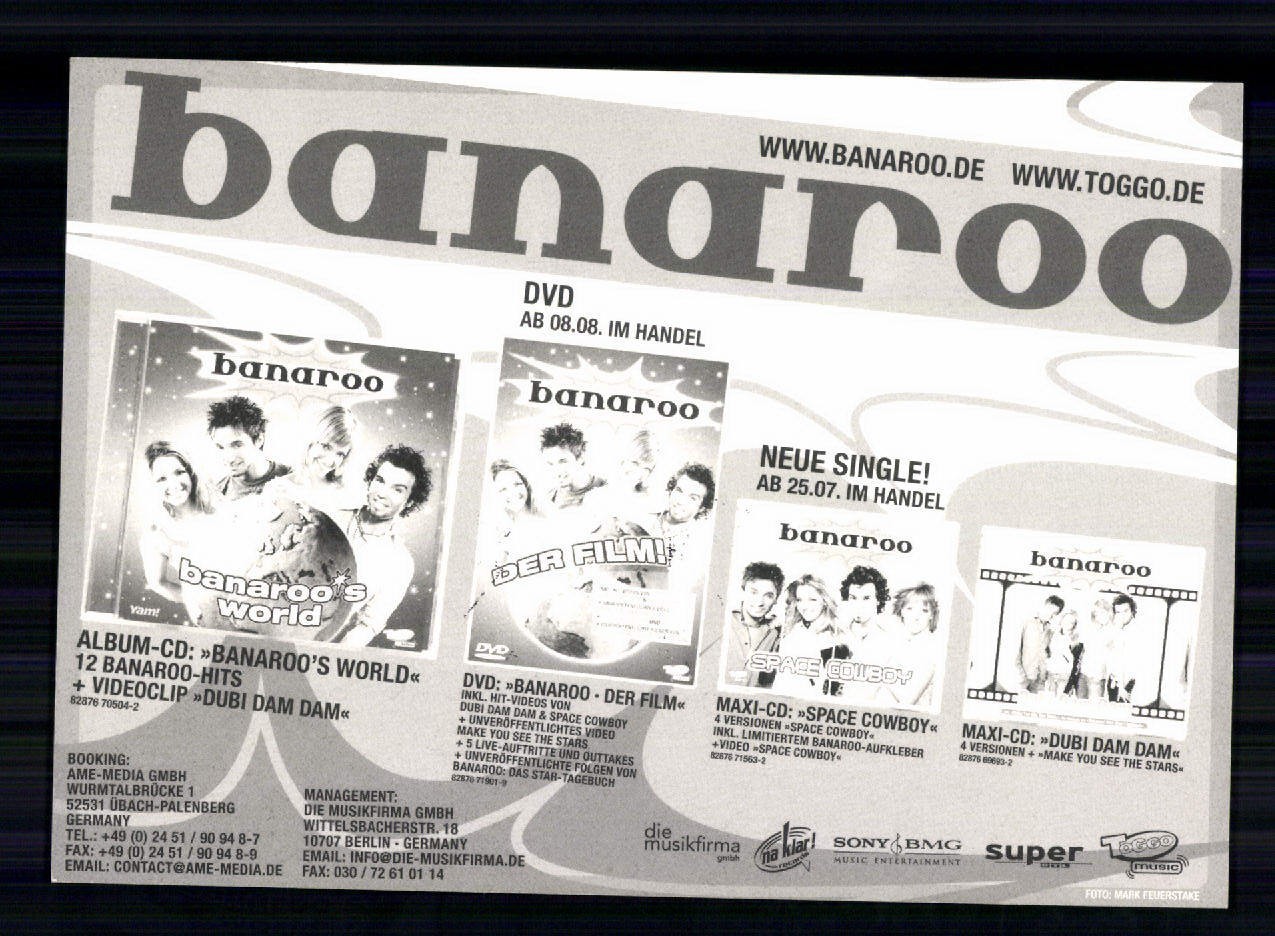 banaroo
WWW.BANAROO.DE WWW.TOGGO.DE
DVD
AB 08.08. IM HANDEL
NEUE SINGLE!
AB 25.07. IM HANDEL
banaroo
banaroo's
world
Yam!
banaroo
DER FILM!
DVD
banaroo
SPACE COWBOY
banaroo
ALBUM-CD: »BANAROO'S WORLD«
12 BANAROO-HITS
+ VIDEOCLIP »DUBI DAM DAM«
82876 70504-2
DVD: »BANAROO · DER FILM«
INKL. HIT-VIDEOS VON
DUBI DAM DAM & SPACE COWBOY
+ UNVERÖFFENTLICHTES VIDEO
MAKE YOU SEE THE STARS
+ 5 LIVE-AUFTRITTE UND OUTTAKES
+ UNVERÖFFENTLICHTE FOLGEN VON
BANAROO: DAS STAR-TAGEBUCH
82876 71901-9
MAXI-CD: »SPACE COWBOY«
4 VERSIONEN »SPACE COWBOY«
INKL. LIMITIERTEM BANAROO-AUFKLEBER
+VIDEO »SPACE COWBOY«
82876 71563-2
MAXI-CD: »DUBI DAM DAM«
4 VERSIONEN + »MAKE YOU SEE THE STARS«
82876 69693-2
BOOKING:
AME-MEDIA GMBH
WURMTALBRÜCKE 1
52531 ÜBACH-PALENBERG
GERMANY
TEL.: +49 (0) 24 51 / 90 94 8-7
FAX: +49 (0) 24 51 / 90 94 8-9
EMAIL: CONTACT@AME-MEDIA.DE
MANAGEMENT:
DIE MUSIKFIRMA GMBH
WITTELSBACHERSTR. 18
10707 BERLIN · GERMANY
EMAIL: INFO@DIE-MUSIKFIRMA.DE
FAX: 030 / 72 61 01 14
die
musikfirma
gmbh
na klar!
records
SONY BMG
MUSIC ENTERTAINMENT
super
TOGGO
music
FOTO: MARK FEUERSTAKE